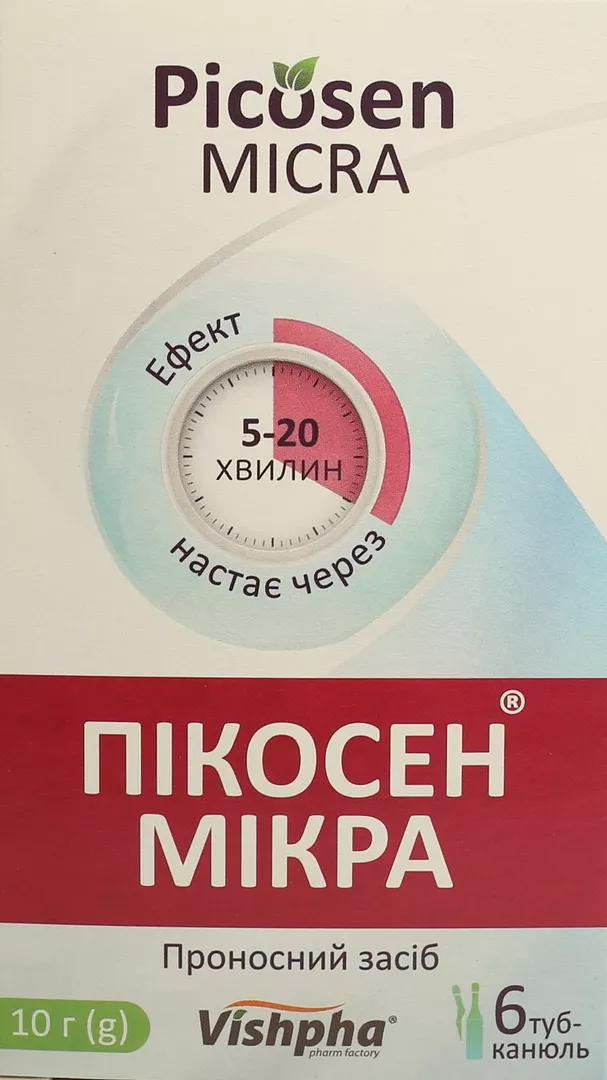 Picosen
MICRA
Ефект
5-20
ХВИЛИН
настає через
ПІКОСЕН®
МІКРА
Проносний засіб
10 г (g)
Vishpha®
pharm factory
6 туб-
канюль